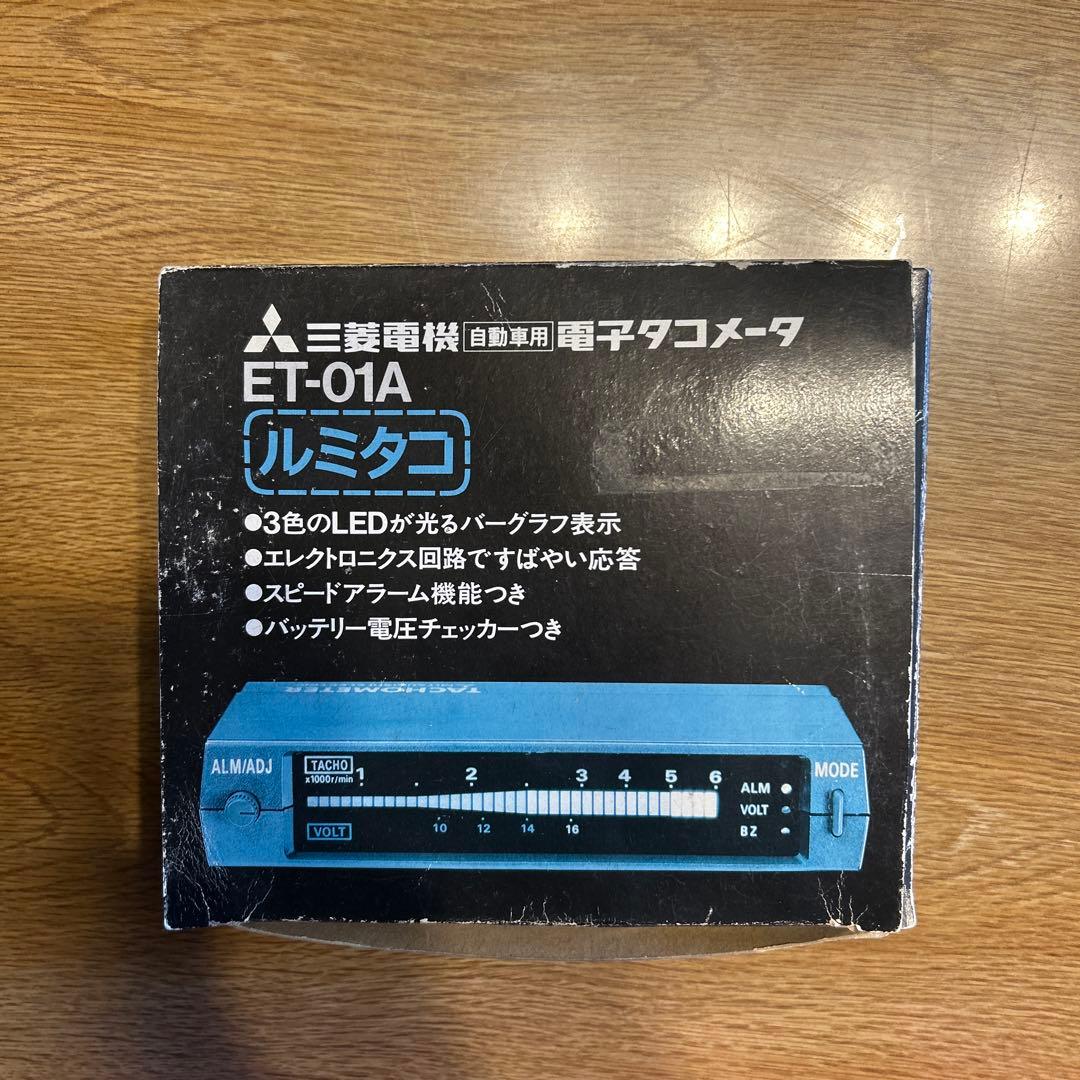 三菱電機 自動車用 電子タコメータ
ET-01A
ルミタコ
●3色のLEDが光るバーグラフ表示
●エレクトロニクス回路ですばやい応答
●スピードアラーム機能つき
●バッテリー電圧チェッカーつき
TACHOMETER
ALM/ADJ
TACHO
x1000r/min
1 2 3 4 5 6
VOLT
10 12 14 16
ALM
VOLT
BZ
MODE